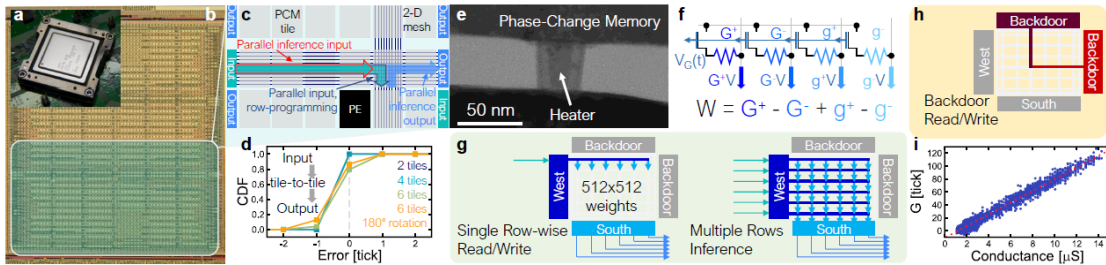 a
b
c
PCM
tile
2-D
mesh
Output
Input
Output
Output
Output
Input
Parallel inference input
Parallel input,
row-programming
PE
Parallel
inference
output
d
CDF
1,0
0.8
0.6
0.4
0.2
0.0
Input
tile-to-tile
Output
2 tiles
4 tiles
6 tiles
6 tiles
180° rotation
-2 -1 0 1 2
Error [tick]
e
Phase-Change Memory
50 nm
Heater
f
G+ G- g+ g-
VG(t)
G+V G-V g+V g-V
W = G+ - G- + g+ - g-
g
Backdoor
West
Backdoor
512x512
weights
South
Single Row-wise
Read/Write
Backdoor
West
Backdoor
South
Multiple Rows
Inference
h
Backdoor
West
Backdoor
South
Backdoor
Read/Write
i
G [tick]
120
100
80
60
40
20
0
0 2 4 6 8 10 12 14
Conductance [µS]